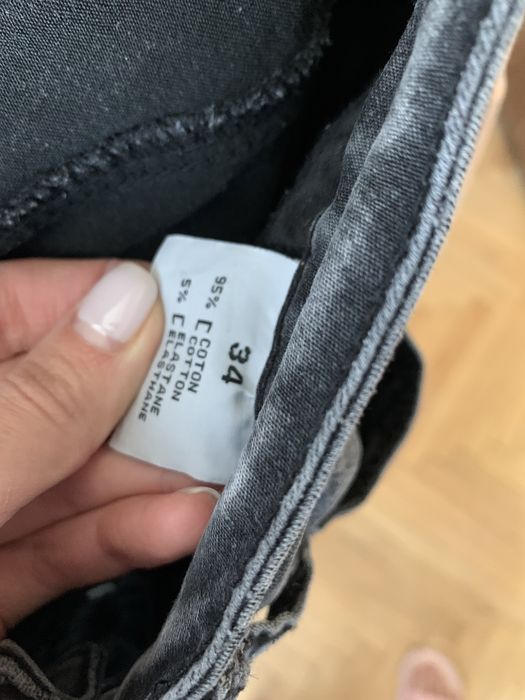 34
95% [ COTON
COTTON
5% [ ELASTANE
ELASTHANE